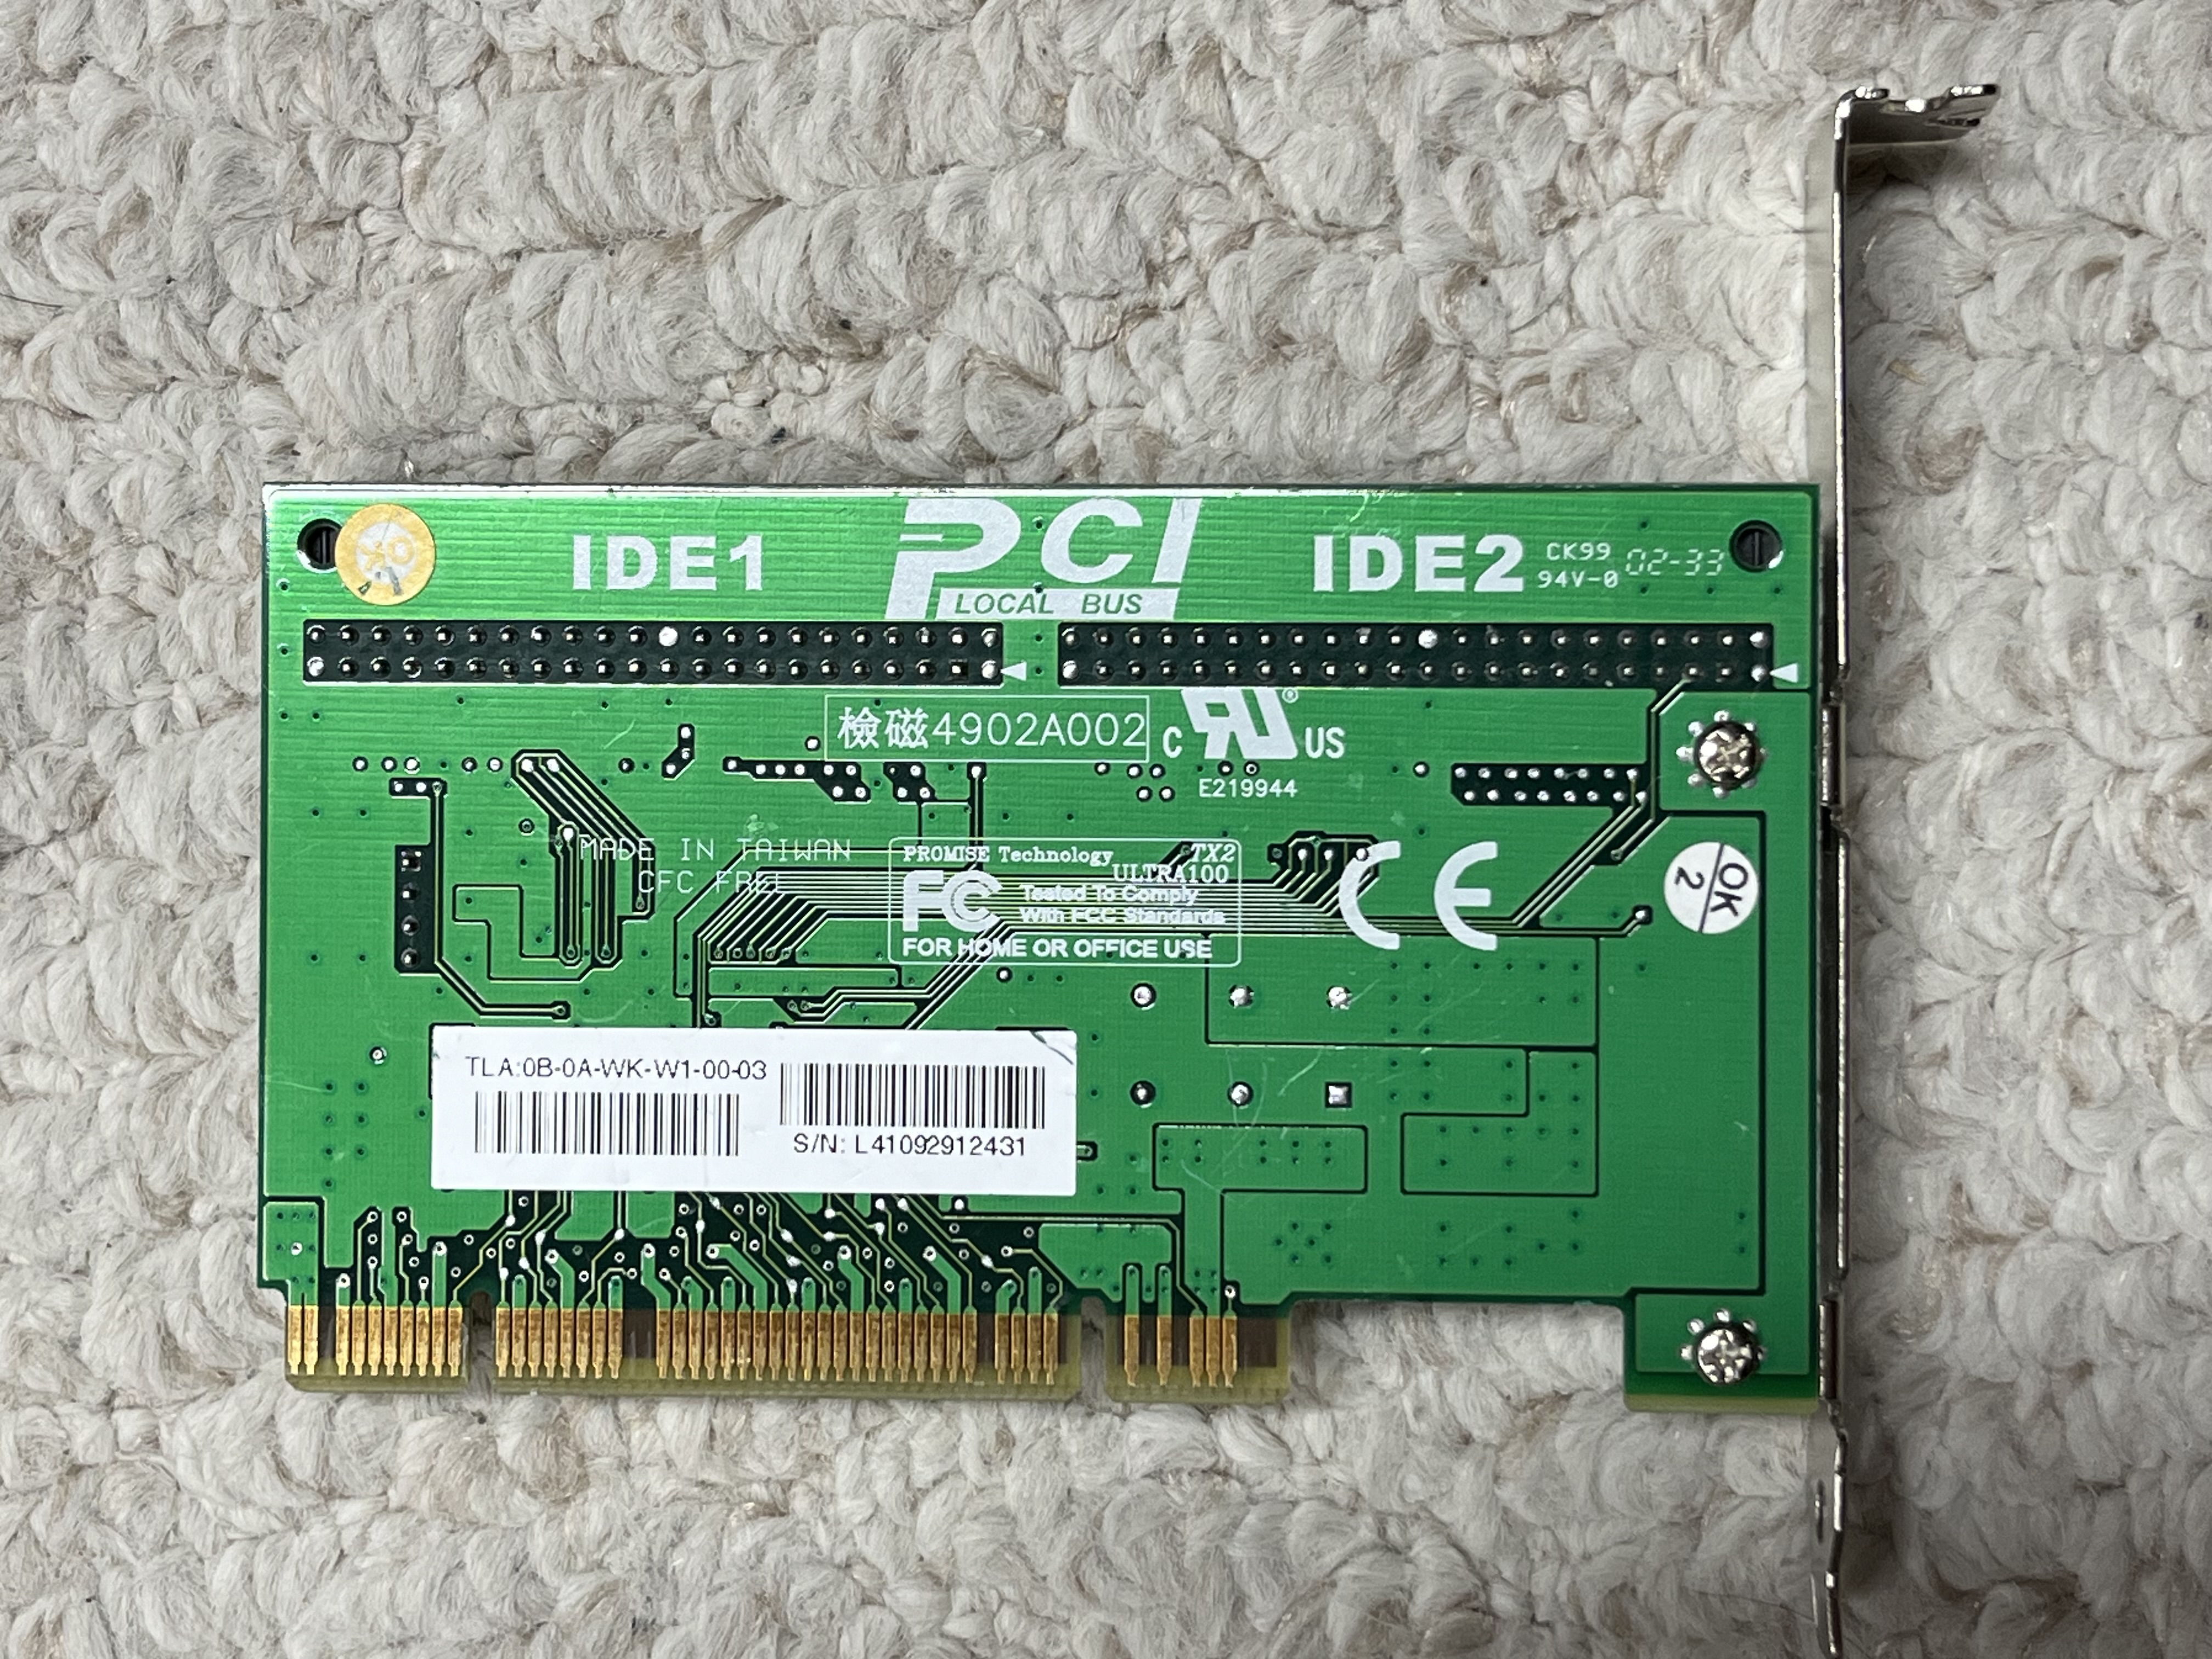 OK
IDE1
PCI
LOCAL BUS
IDE2
CK99
94V-0
02-33
檢磁4902A002
C RU® US
E219944
MADE IN TAIWAN
CFC FREE
PROMISE Technology TX2
ULTRA100
FC Tested To Comply
With FCC Standards
FOR HOME OR OFFICE USE
CE
OK
2
TLA:0B-0A-WK-W1-00-03
S/N: L41092912431